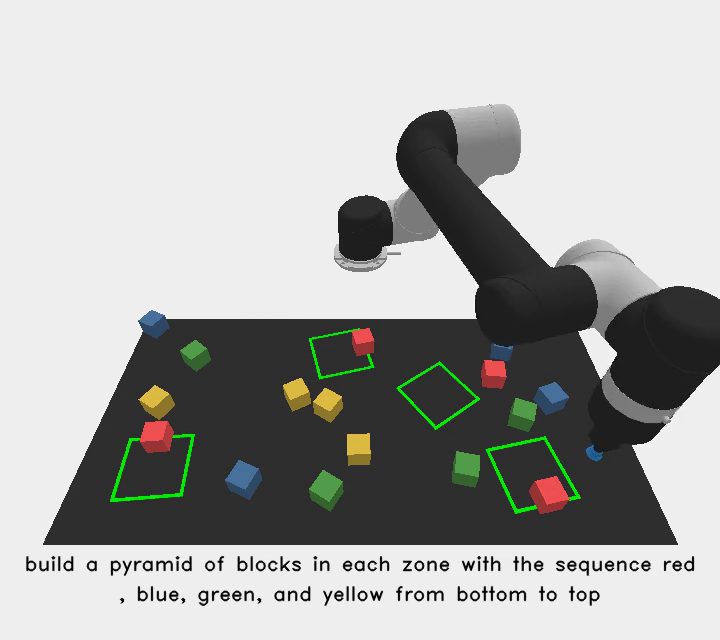 build a pyramid of blocks in each zone with the sequence red
, blue, green, and yellow from bottom to top